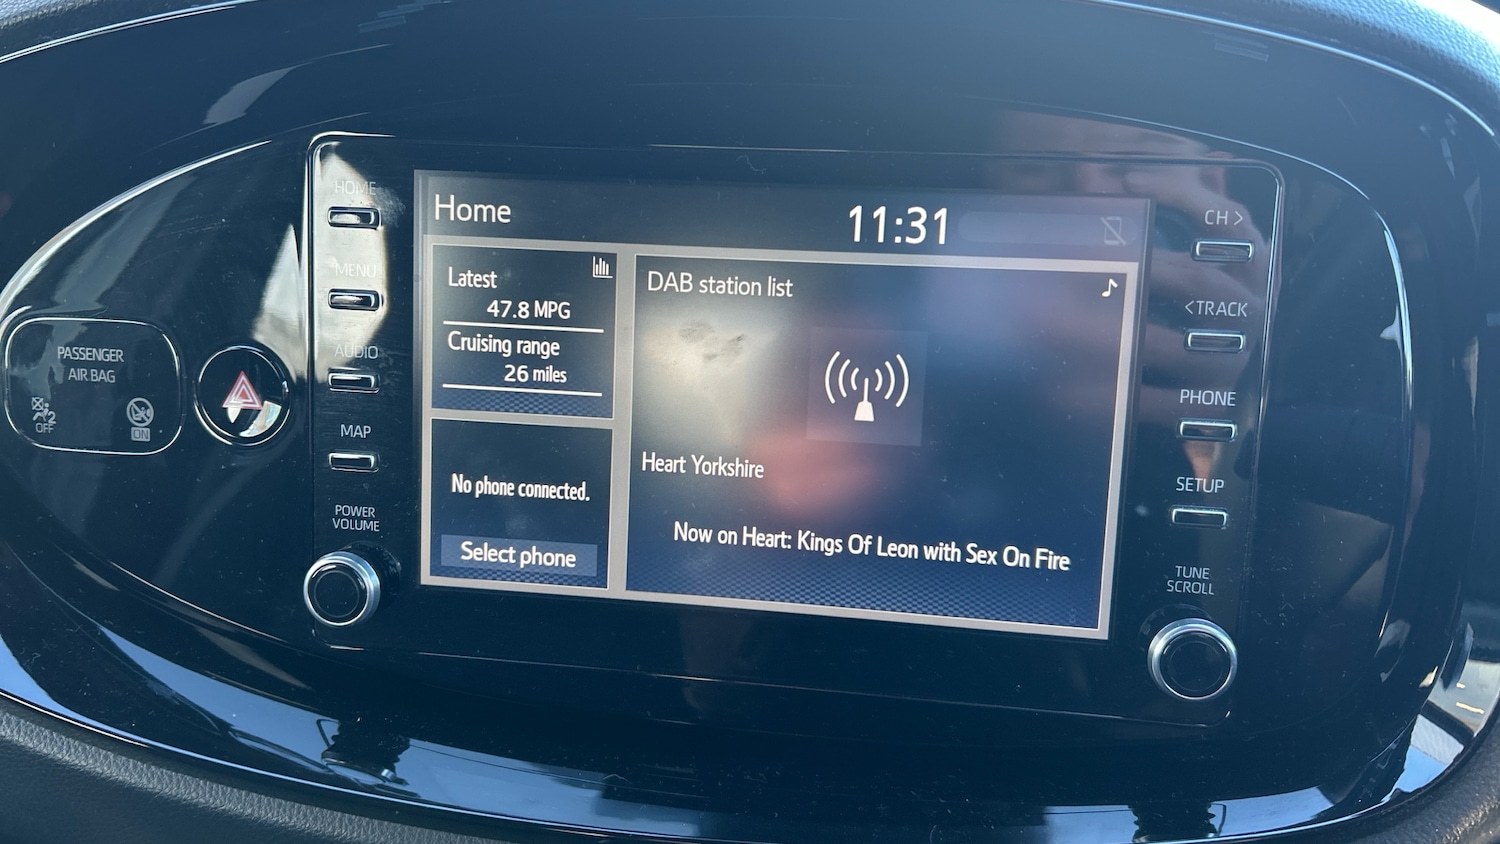 HOME
MENU
AUDIO
MAP
POWER
VOLUME
PASSENGER
AIR BAG
2
OFF
ON
Home
11:31
Latest
47.8 MPG
Cruising range
26 miles
No phone connected.
Select phone
DAB station list
Heart Yorkshire
Now on Heart: Kings Of Leon with Sex On Fire
CH >
< TRACK
PHONE
SETUP
TUNE
SCROLL